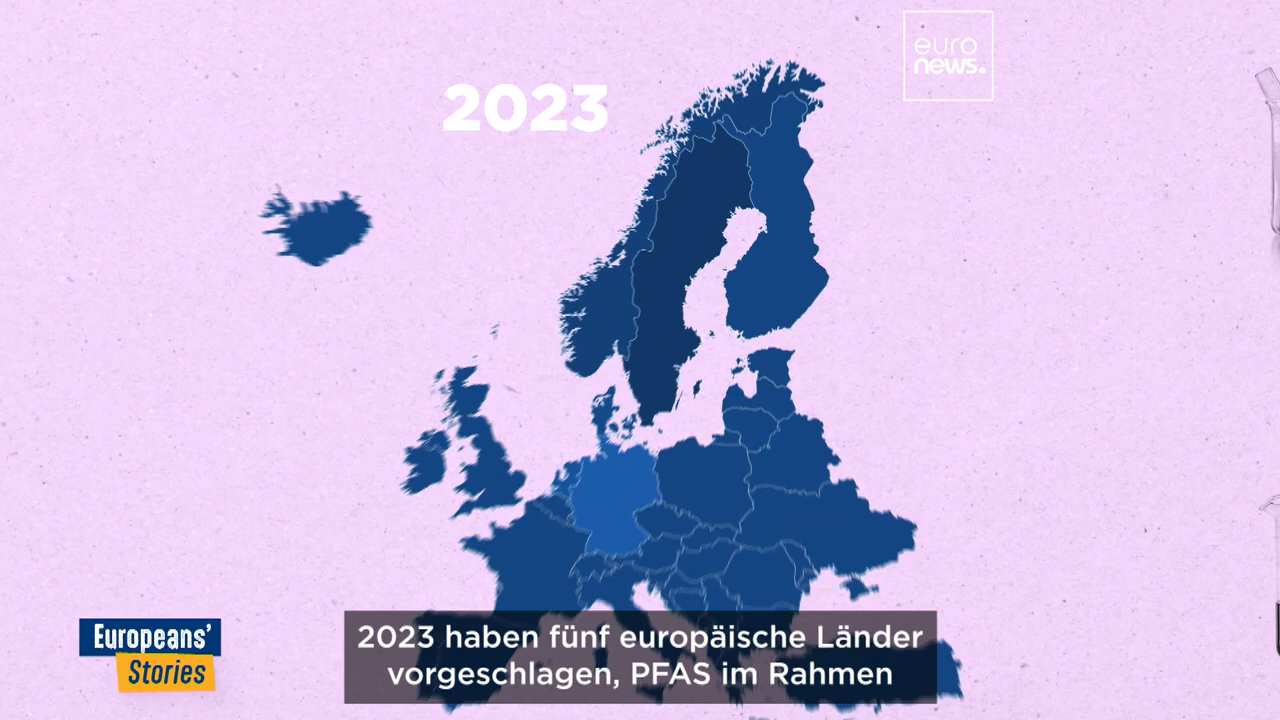 euro
news.
2023
Europeans'
Stories
2023 haben fünf europäische Länder
vorgeschlagen, PFAS im Rahmen